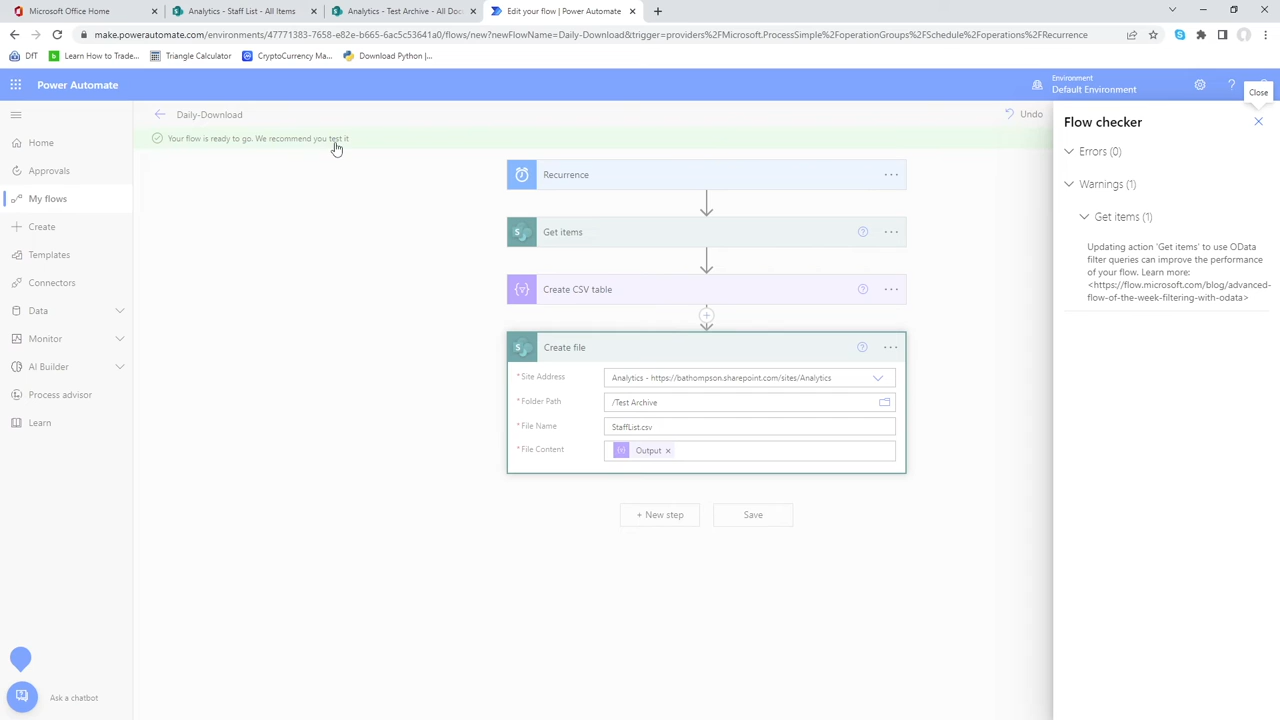 Microsoft Office Home
Analytics - Staff List - All Items
Analytics - Test Archive - All Doc
Edit your flow | Power Automate
make.powerautomate.com/environments/47771383-7658-e82e-b665-6ac5c53641a0/flows/new?newFlowName=Daily-Download&trigger=providers%2FMicrosoft.ProcessSimple%2FoperationGroups%2FSchedule%2Foperations%2FRecurrence
DfT
Learn How to Trade...
Triangle Calculator
CryptoCurrency Mar...
Download Python |...
Power Automate
Environment
Default Environment
Close
Daily-Download
Undo
Your flow is ready to go. We recommend you test it
Home
Approvals
My flows
Create
Templates
Connectors
Data
Monitor
AI Builder
Process advisor
Learn
Ask a chatbot
Recurrence
Get items
Create CSV table
Create file
* Site Address
Analytics - https://bathompson.sharepoint.com/sites/Analytics
* Folder Path
/Test Archive
* File Name
StaffList.csv
* File Content
Output
+ New step
Save
Flow checker
Errors (0)
Warnings (1)
Get items (1)
Updating action 'Get items' to use OData
filter queries can improve the performance
of your flow. Learn more:
<https://flow.microsoft.com/blog/advanced-
flow-of-the-week-filtering-with-odata>